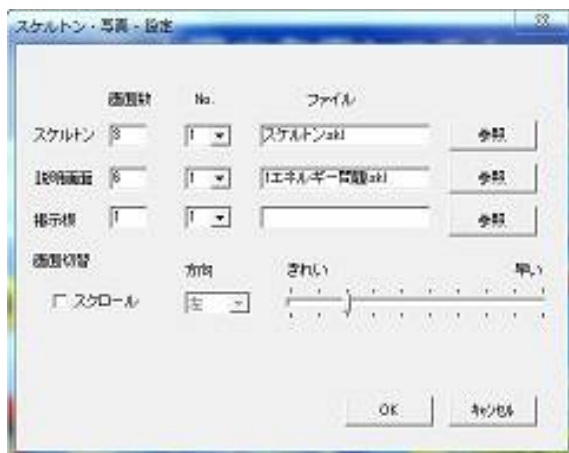 スケルトン・写真・設定
画面数 No. ファイル
スケルトン 8 1 スケルトン.skl 参照
説明画面 6 1 1エネルギー問題.skl 参照
掲示板 1 1 参照
画面切替 方向 きれい 早い
スクロール 左
OK キャンセル